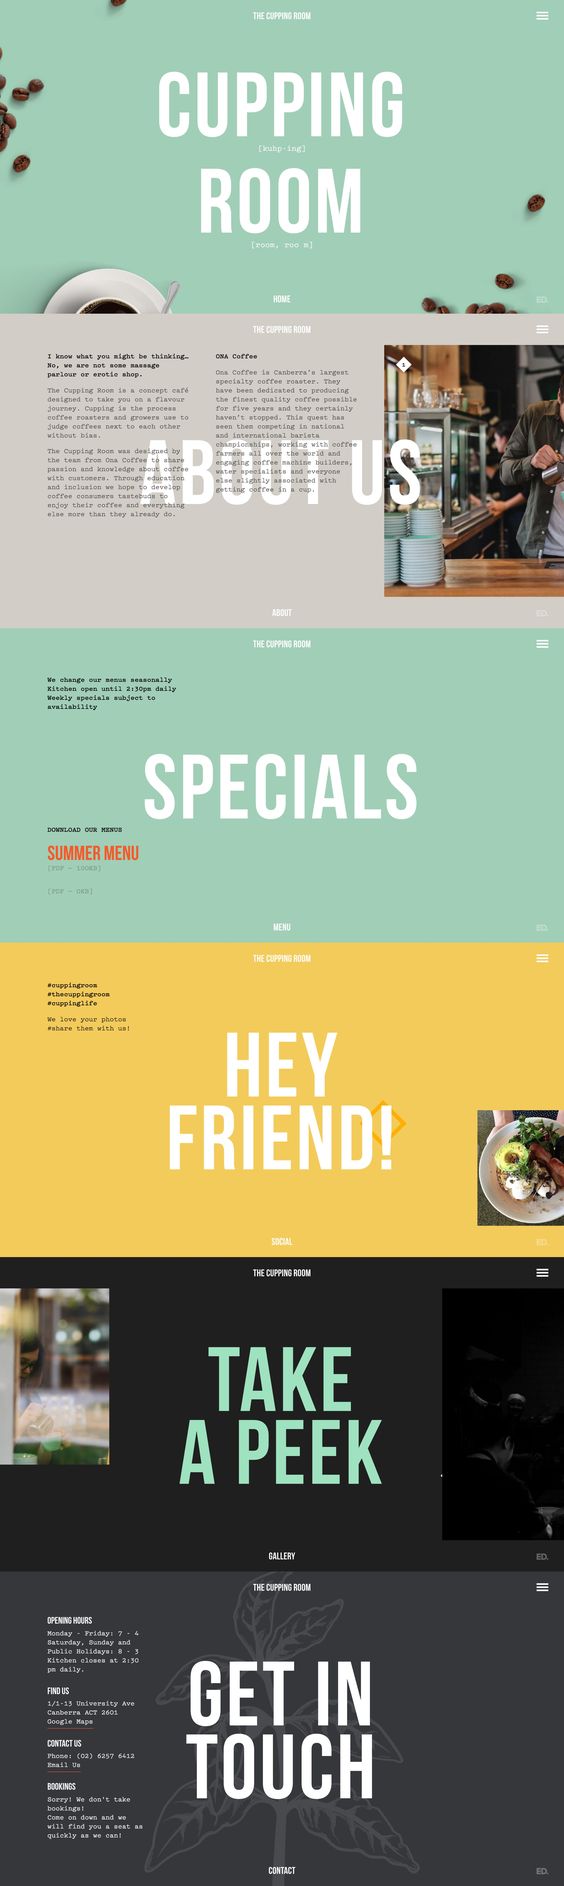 THE CUPPING ROOM
CUPPING
[kuhp-ing]
ROOM
[room, roo m]
HOME
ED.
THE CUPPING ROOM
I know what you might be thinking…
No, we are not some massage
parlour or erotic shop.
The Cupping Room is a concept café
designed to take you on a flavour
journey. Cupping is the process
coffee roasters and growers use to
judge coffees next to each other
without bias.
The Cupping Room was designed by
the team from Ona Coffee to share
passion and knowledge about coffee
with customers. Through education
and inclusion we hope to develop
coffee consumers tastebuds to
enjoy their coffee and everything
else more than they already do.
ONA Coffee
Ona Coffee is Canberra's largest
specialty coffee roaster. They
have been dedicated to producing
the finest quality coffee possible
for five years and they certainly
haven't stopped. This quest has
seen them competing in national
and international barista
championships, working with coffee
farmers all over the world and
engaging coffee machine builders,
water specialists and everyone
else slightly associated with
getting coffee in a cup.
1
ABOUT US
ABOUT
ED.
THE CUPPING ROOM
We change our menus seasonally
Kitchen open until 2:30pm daily
Weekly specials subject to
availability
SPECIALS
DOWNLOAD OUR MENUS
SUMMER MENU
[PDF — 100KB]
[PDF — 0KB]
MENU
ED.
THE CUPPING ROOM
#cuppingroom
#thecuppingroom
#cuppinglife
We love your photos
#share them with us!
HEY
FRIEND!
SOCIAL
ED.
THE CUPPING ROOM
TAKE
A PEEK
GALLERY
ED.
THE CUPPING ROOM
OPENING HOURS
Monday - Friday: 7 - 4
Saturday, Sunday and
Public Holidays: 8 - 3
Kitchen closes at 2:30
pm daily.
FIND US
1/1-13 University Ave
Canberra ACT 2601
Google Maps
CONTACT US
Phone: (02) 6257 6412
Email Us
BOOKINGS
Sorry! We don't take
bookings!
Come on down and we
will find you a seat as
quickly as we can!
GET IN
TOUCH
CONTACT
ED.